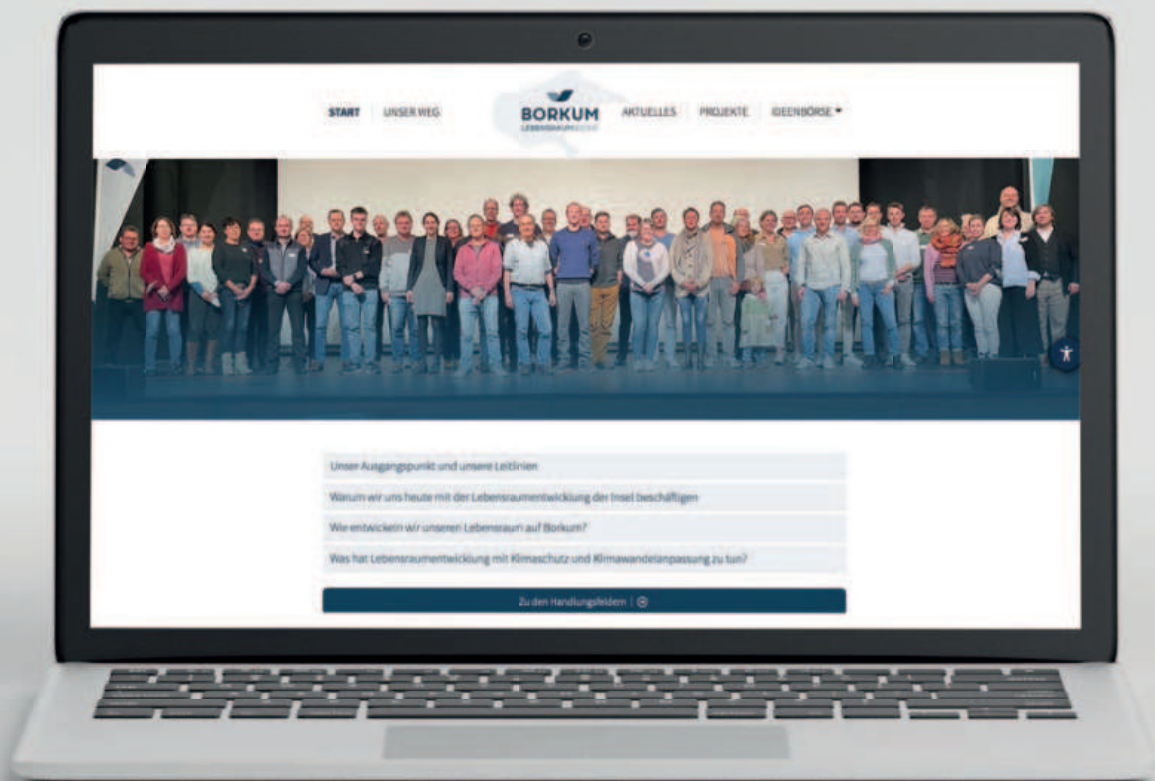 START
UNSER WEG
BORKUM
AKTUELLES
PROJEKTE
IDEENBÖRSE
Unser Ausgangspunkt und unsere Leitlinien
Warum wir uns heute mit der Lebensraumentwicklung der Insel beschäftigen
Wie entwickeln wir unseren Lebensraum auf Borkum?
Was hat Lebensraumentwicklung mit Klimaschutz und Klimawandelanpassung zu tun?
Zu den Handlungsfeldern